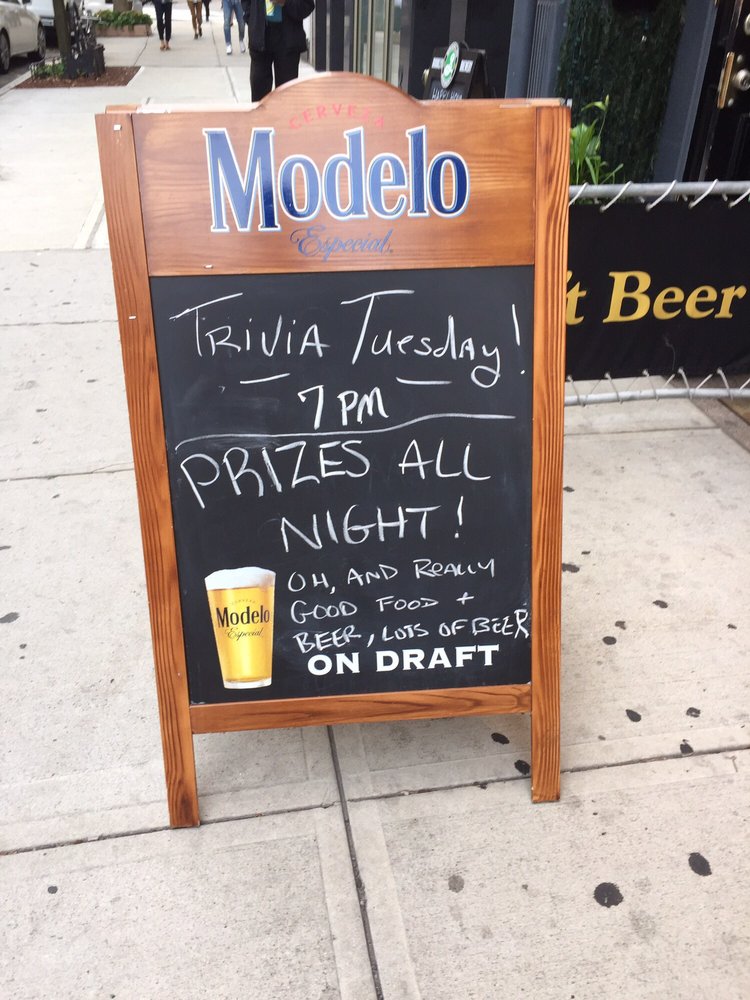 CERVEZA
Modelo
Especial
TRIVIA TUESDAY!
7 PM
PRIZES ALL
NIGHT!
OH, AND REALLY
GOOD FOOD +
BEER, LOTS OF BEER
ON DRAFT
Modelo
Especial
t Beer